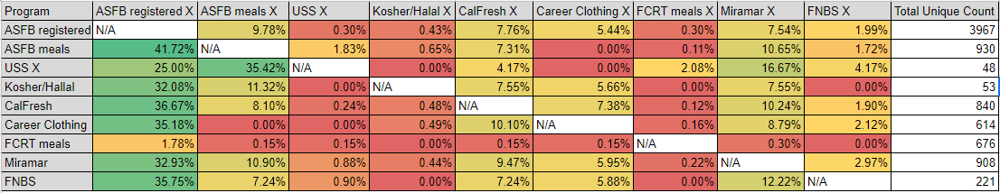 Program ASFB registered X ASFB meals X USS X Kosher/Halal X CalFresh X Career Clothing X FCRT meals X Miramar X FNBS X Total Unique Count
ASFB registered N/A 9.78% 0.30% 0.43% 7.76% 5.44% 0.30% 7.54% 1.99% 3967
ASFB meals 41.72% N/A 1.83% 0.65% 7.31% 0.00% 0.11% 10.65% 1.72% 930
USS X 25.00% 35.42% N/A 0.00% 4.17% 0.00% 2.08% 16.67% 4.17% 48
Kosher/Hallal 32.08% 11.32% 0.00% N/A 7.55% 5.66% 0.00% 7.55% 0.00% 53
CalFresh 36.67% 8.10% 0.24% 0.48% N/A 7.38% 0.12% 10.24% 1.90% 840
Career Clothing 35.18% 0.00% 0.00% 0.49% 10.10% N/A 0.16% 8.79% 2.12% 614
FCRT meals 1.78% 0.15% 0.15% 0.00% 0.15% 0.15% N/A 0.30% 0.00% 676
Miramar 32.93% 10.90% 0.88% 0.44% 9.47% 5.95% 0.22% N/A 2.97% 908
FNBS 35.75% 7.24% 0.90% 0.00% 7.24% 5.88% 0.00% 12.22% N/A 221